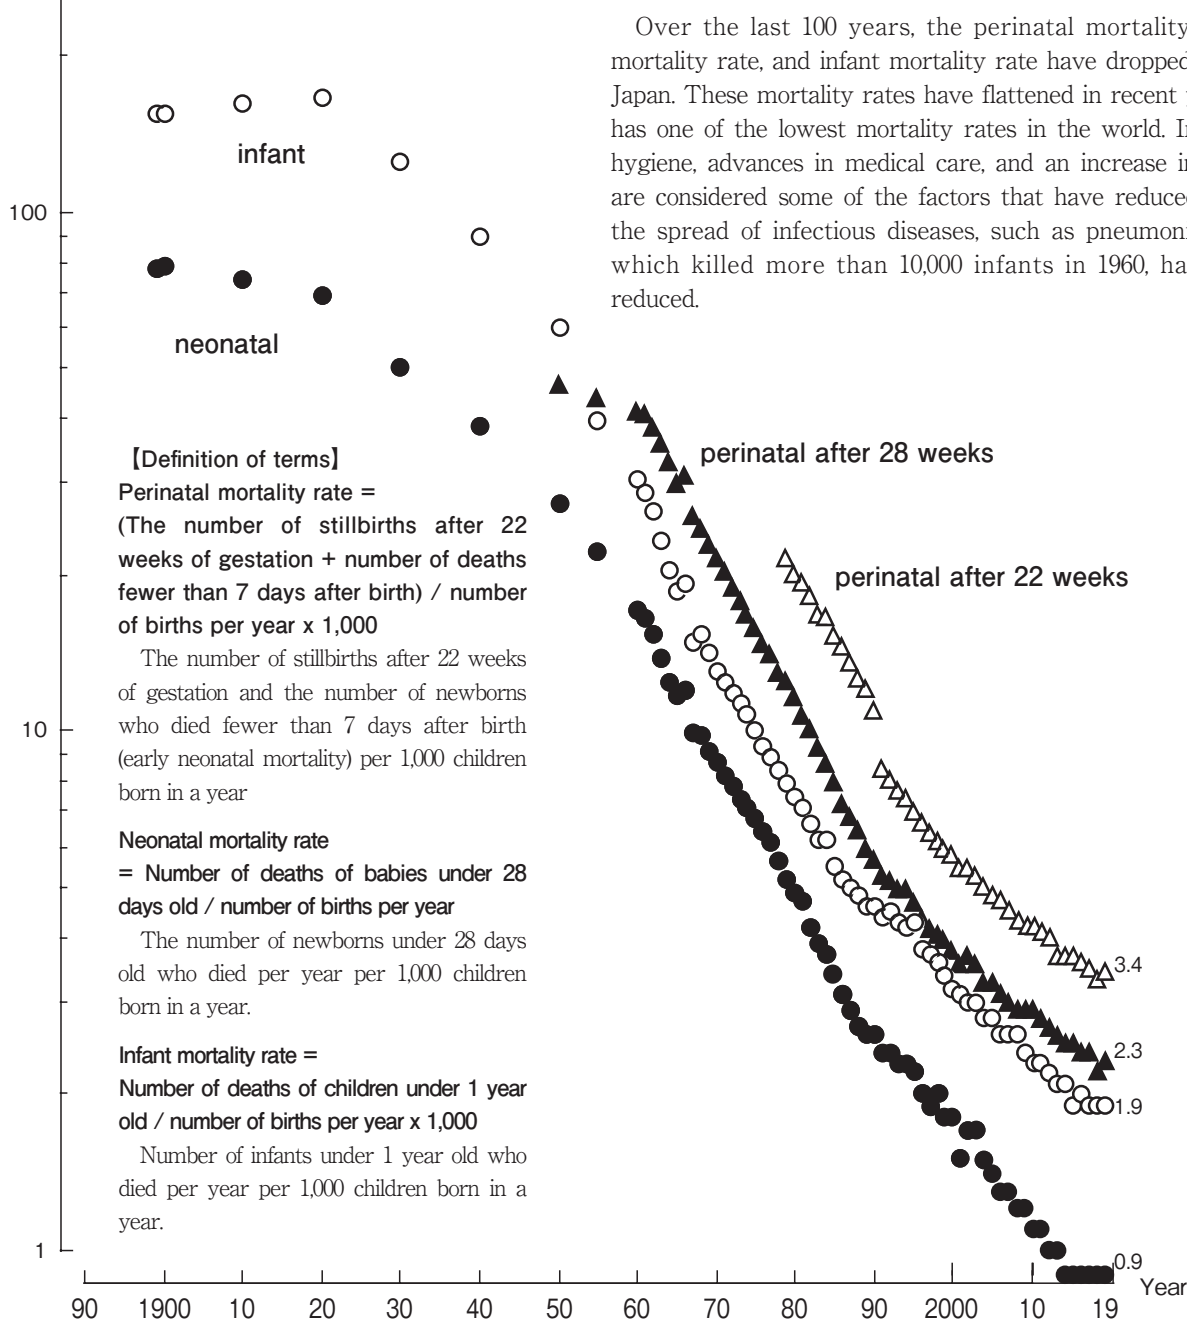 Over the last 100 years, the perinatal mortality
mortality rate, and infant mortality rate have dropped
Japan. These mortality rates have flattened in recent
has one of the lowest mortality rates in the world.
hygiene, advances in medical care, and an increase
are considered some of the factors that have
the spread of infectious diseases, such as
which killed more than 10,000 infants in 1960,
reduced.
infant
100
neonatal
perinatal after 28 weeks
perinatal after 22 weeks
【Definition of terms】
Perinatal mortality rate =
(The number of stillbirths after 22
weeks of gestation + number of deaths
fewer than 7 days after birth) / number
of births per year x 1,000
The number of stillbirths after 22 weeks
of gestation and the number of newborns
who died fewer than 7 days after birth
(early neonatal mortality) per 1,000 children
born in a year
10
Neonatal mortality rate
= Number of deaths of babies under 28
days old / number of births per year
The number of newborns under 28 days
old who died per year per 1,000 children
born in a year.
Infant mortality rate =
Number of deaths of children under 1 year
old / number of births per year x 1,000
Number of infants under 1 year old who
died per year per 1,000 children born in a
year.
3.4
2.3
1.9
0.9
1
90 1900 10 20 30 40 50 60 70 80 90 2000 10 19
Year